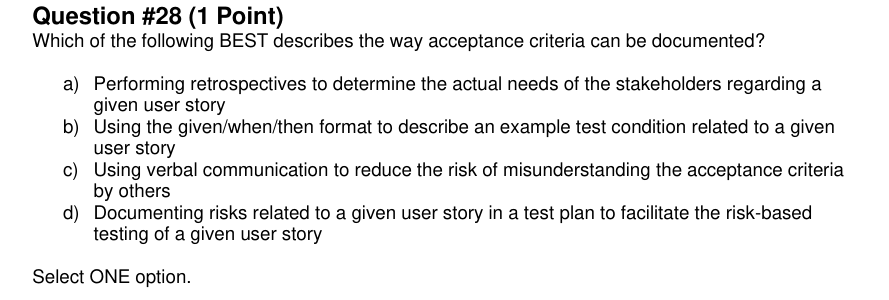 Question #28 (1 Point)
Which of the following BEST describes the way acceptance criteria can be documented?
a) Performing retrospectives to determine the actual needs of the stakeholders regarding a
given user story
b) Using the given/when/then format to describe an example test condition related to a given
user story
c) Using verbal communication to reduce the risk of misunderstanding the acceptance criteria
by others
d) Documenting risks related to a given user story in a test plan to facilitate the risk-based
testing of a given user story
Select ONE option.